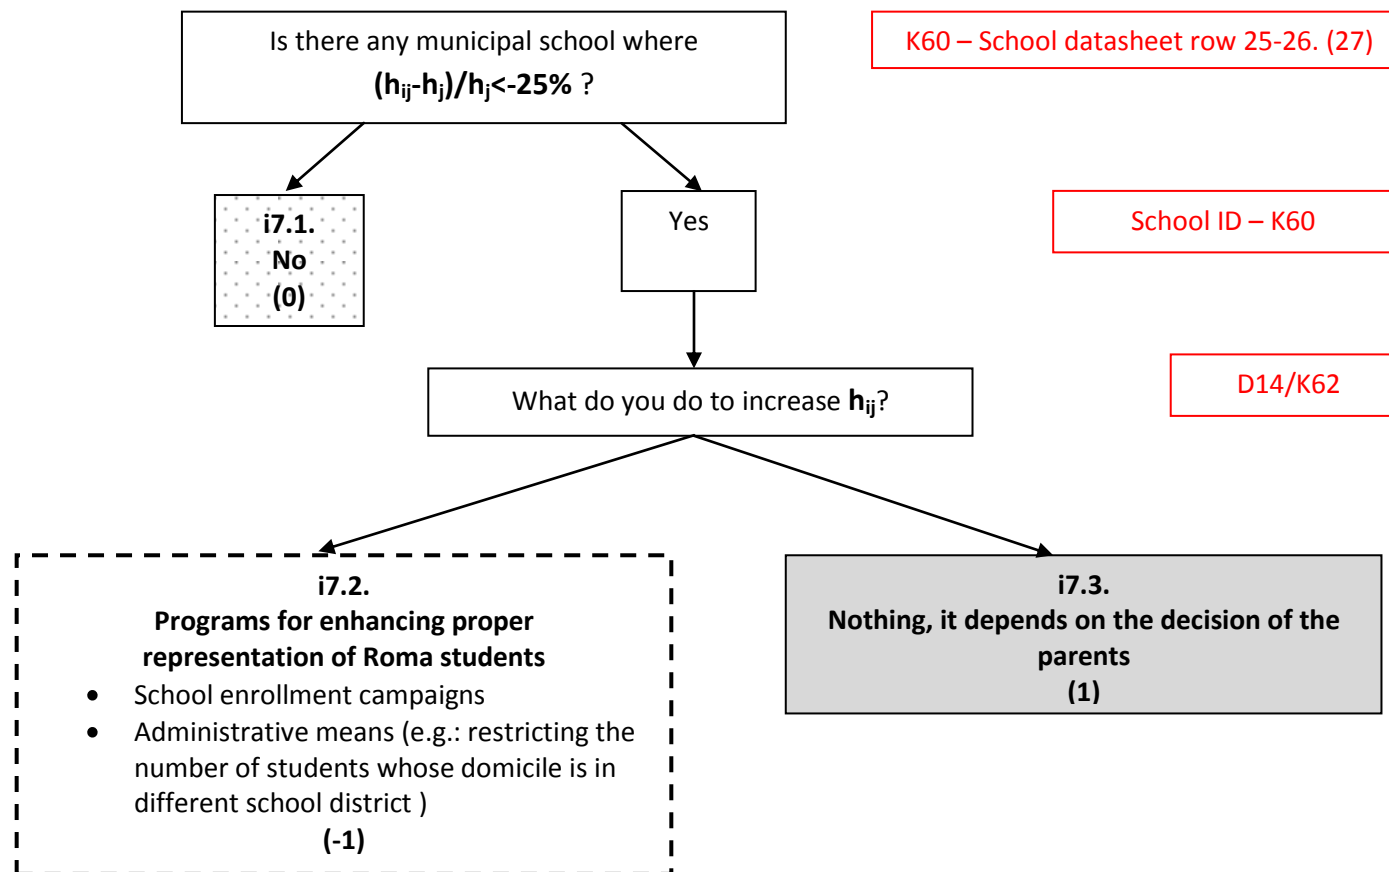 Is there any municipal school where
(hij-hj)/hj<-25% ?
K60 – School datasheet row 25-26. (27)
i7.1.
No
(0)
Yes
School ID – K60
What do you do to increase hij?
D14/K62
i7.2.
Programs for enhancing proper
representation of Roma students
• School enrollment campaigns
• Administrative means (e.g.: restricting the
number of students whose domicile is in
different school district )
(-1)
i7.3.
Nothing, it depends on the decision of the
parents
(1)